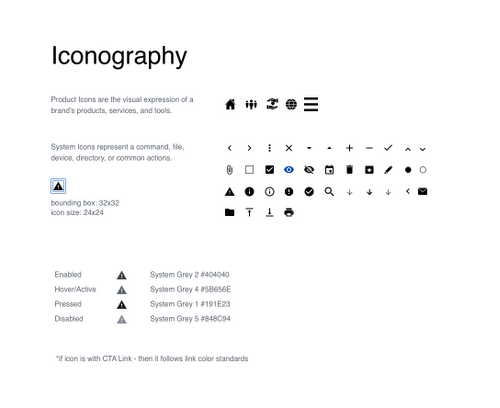 Iconography
Product Icons are the visual expression of a
brand's products, services, and tools.
System Icons represent a command, file,
device, directory, or common actions.
bounding box: 32x32
icon size: 24x24
Enabled System Grey 2 #404040
Hover/Active System Grey 4 #5B656E
Pressed System Grey 1 #191E23
Disabled System Grey 5 #848C94
*if icon is with CTA Link - then it follows link color standards